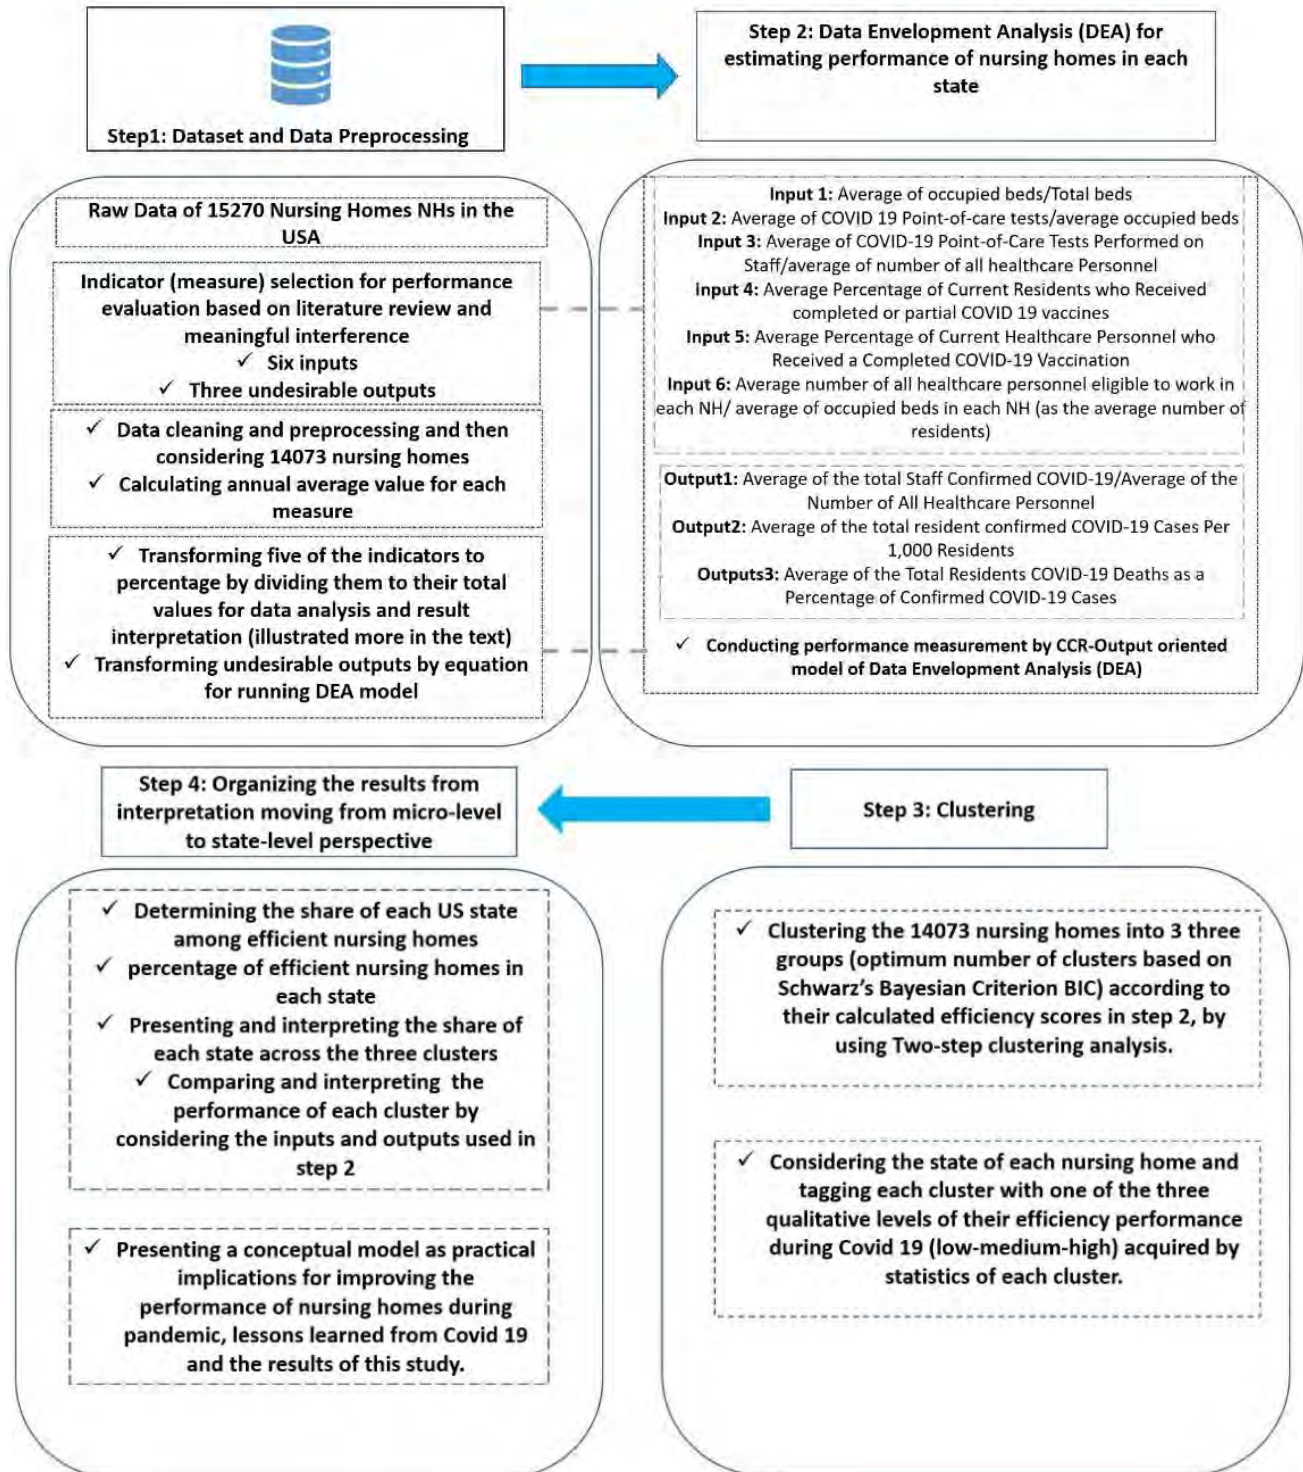 Step1: Dataset and Data Preprocessing
Step 2: Data Envelopment Analysis (DEA) for
estimating performance of nursing homes in each
state
Raw Data of 15270 Nursing Homes NHs in the
USA
Indicator (measure) selection for performance
evaluation based on literature review and
meaningful interference
✓ Six inputs
✓ Three undesirable outputs
✓ Data cleaning and preprocessing and then
considering 14073 nursing homes
✓ Calculating annual average value for each
measure
✓ Transforming five of the indicators to
percentage by dividing them to their total
values for data analysis and result
interpretation (illustrated more in the text)
✓ Transforming undesirable outputs by equation
for running DEA model
Input 1: Average of occupied beds/Total beds
Input 2: Average of COVID 19 Point-of-care tests/average occupied beds
Input 3: Average of COVID-19 Point-of-Care Tests Performed on
Staff/average of number of all healthcare Personnel
Input 4: Average Percentage of Current Residents who Received
completed or partial COVID 19 vaccines
Input 5: Average Percentage of Current Healthcare Personnel who
Received a Completed COVID-19 Vaccination
Input 6: Average number of all healthcare personnel eligible to work in
each NH/ average of occupied beds in each NH (as the average number of
residents)
Output1: Average of the total Staff Confirmed COVID-19/Average of the
Number of All Healthcare Personnel
Output2: Average of the total resident confirmed COVID-19 Cases Per
1,000 Residents
Outputs3: Average of the Total Residents COVID-19 Deaths as a
Percentage of Confirmed COVID-19 Cases
✓ Conducting performance measurement by CCR-Output oriented
model of Data Envelopment Analysis (DEA)
Step 4: Organizing the results from
interpretation moving from micro-level
to state-level perspective
Step 3: Clustering
✓ Determining the share of each US state
among efficient nursing homes
✓ percentage of efficient nursing homes in
each state
✓ Presenting and interpreting the share of
each state across the three clusters
✓ Comparing and interpreting the
performance of each cluster by
considering the inputs and outputs used in
step 2
✓ Presenting a conceptual model as practical
implications for improving the
performance of nursing homes during
pandemic, lessons learned from Covid 19
and the results of this study.
✓ Clustering the 14073 nursing homes into 3 three
groups (optimum number of clusters based on
Schwarz's Bayesian Criterion BIC) according to
their calculated efficiency scores in step 2, by
using Two-step clustering analysis.
✓ Considering the state of each nursing home and
tagging each cluster with one of the three
qualitative levels of their efficiency performance
during Covid 19 (low-medium-high) acquired by
statistics of each cluster.